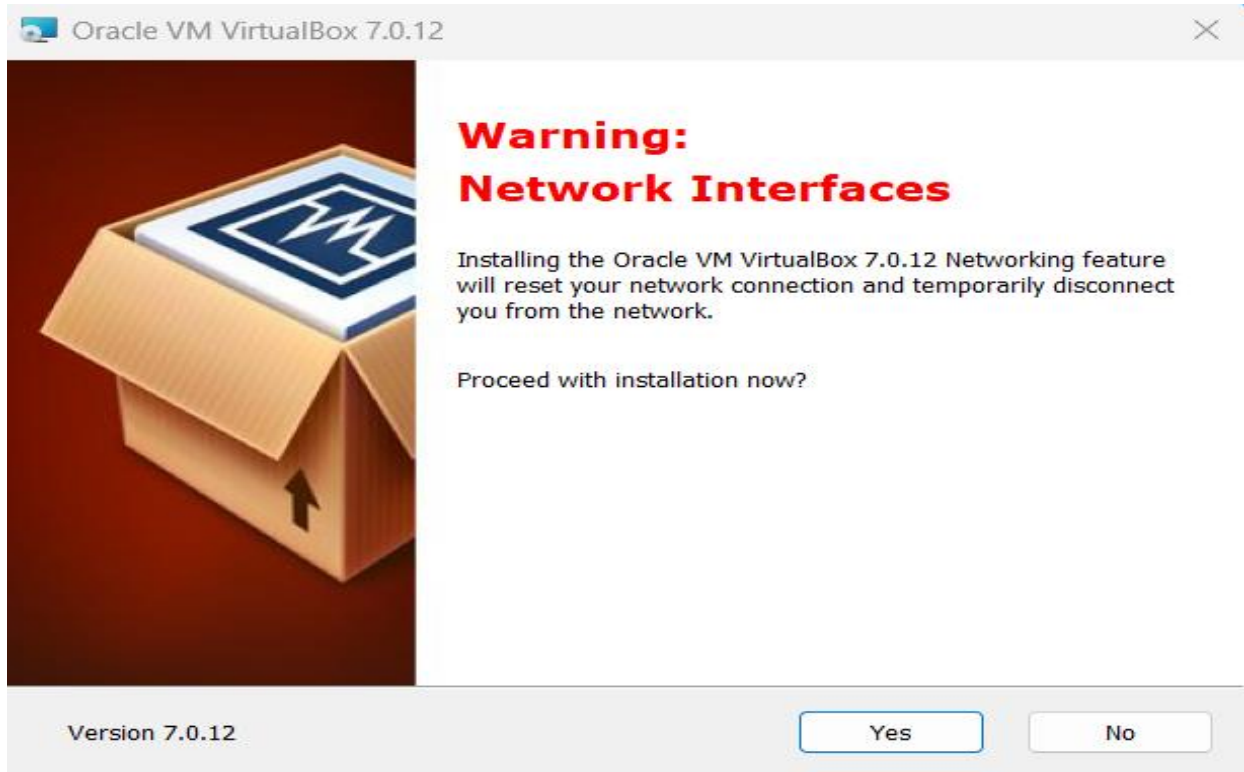 Oracle VM VirtualBox 7.0.12
Warning:
Network Interfaces
Installing the Oracle VM VirtualBox 7.0.12 Networking feature
will reset your network connection and temporarily disconnect
you from the network.
Proceed with installation now?
Version 7.0.12
Yes
No